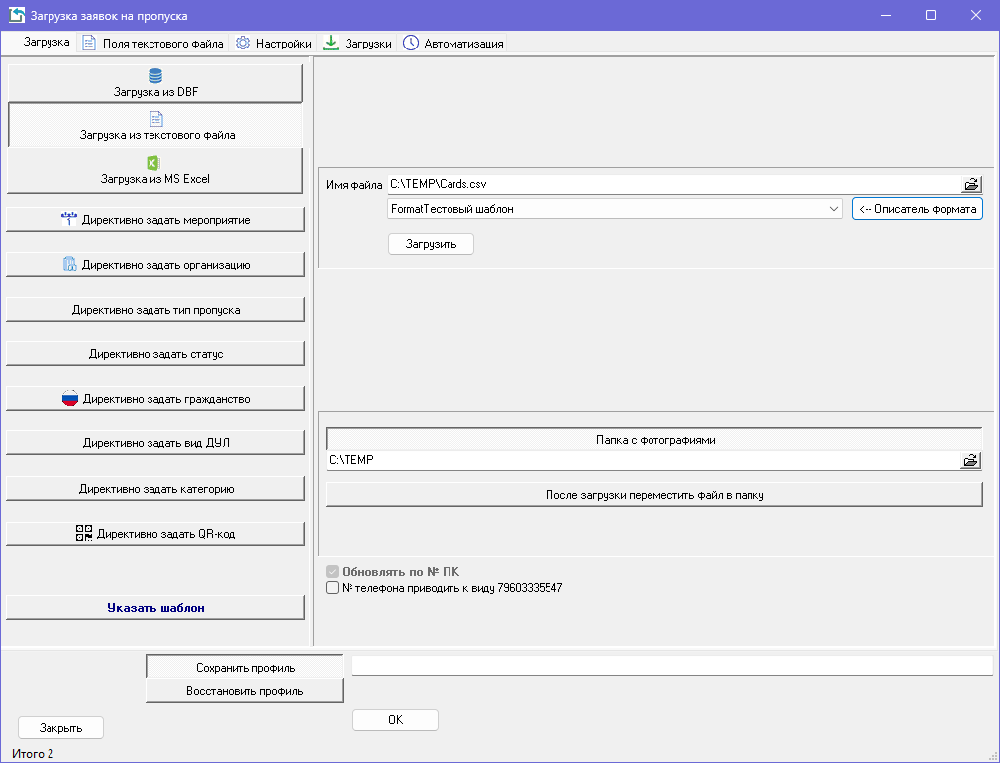 Загрузка заявок на пропуска
Загрузка
Поля текстового файла
Настройки
Загрузки
Автоматизация
Загрузка из DBF
Загрузка из текстового файла
Загрузка из MS Excel
Директивно задать мероприятие
Директивно задать организацию
Директивно задать тип пропуска
Директивно задать статус
Директивно задать гражданство
Директивно задать вид ДУЛ
Директивно задать категорию
Директивно задать QR-код
Указать шаблон
Имя файла C:\TEMP\Cards.csv
FormatТестовый шаблон
<-- Описатель формата
Загрузить
Папка с фотографиями
C:\TEMP
После загрузки переместить файл в папку
Обновлять по № ПК
№ телефона приводить к виду 79603335547
Сохранить профиль
Восстановить профиль
OK
Закрыть
Итого 2